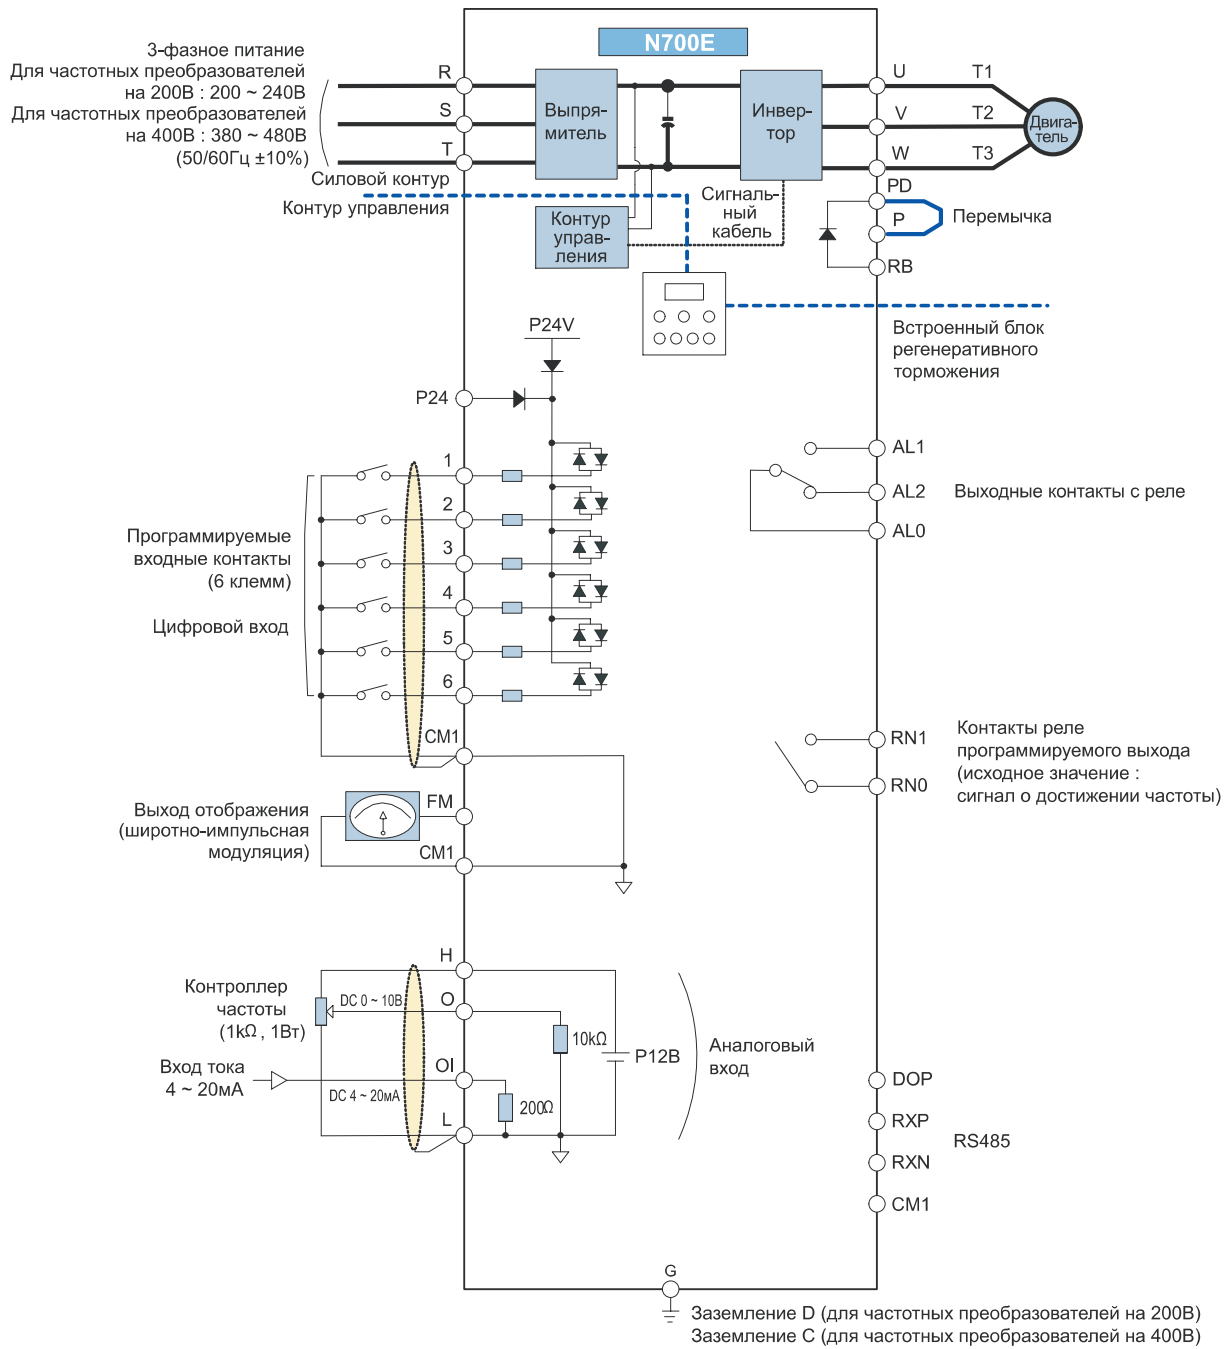 N700E
3-фазное питание
Для частотных преобразователей
на 200В : 200 ~ 240В
Для частотных преобразователей
на 400В : 380 ~ 480В
(50/60Гц ±10%)
R
S
T
Выпря-
митель
Инвер-
тор
U
V
W
T1
T2
T3
Двига-
тель
Силовой контур
Контур управления
Контур
управ-
ления
Сигналь-
ный
кабель
PD
P
RB
Перемычка
Встроенный блок
регенеративного
торможения
P24V
P24
1
2
3
4
5
6
CM1
Программируемые
входные контакты
(6 клемм)
Цифровой вход
AL1
AL2
AL0
Выходные контакты с реле
RN1
RN0
Контакты реле
программируемого выхода
(исходное значение :
сигнал о достижении частоты)
Выход отображения
(широтно-импульсная
модуляция)
FM
CM1
H
O
OI
L
Контроллер
частоты
(1kΩ , 1Вт)
DC 0 ~ 10В
Вход тока
4 ~ 20мА
DC 4 ~ 20мА
10kΩ
200Ω
P12В
Аналоговый
вход
DOP
RXP
RXN
CM1
RS485
G
Заземление D (для частотных преобразователей на 200В)
Заземление C (для частотных преобразователей на 400В)